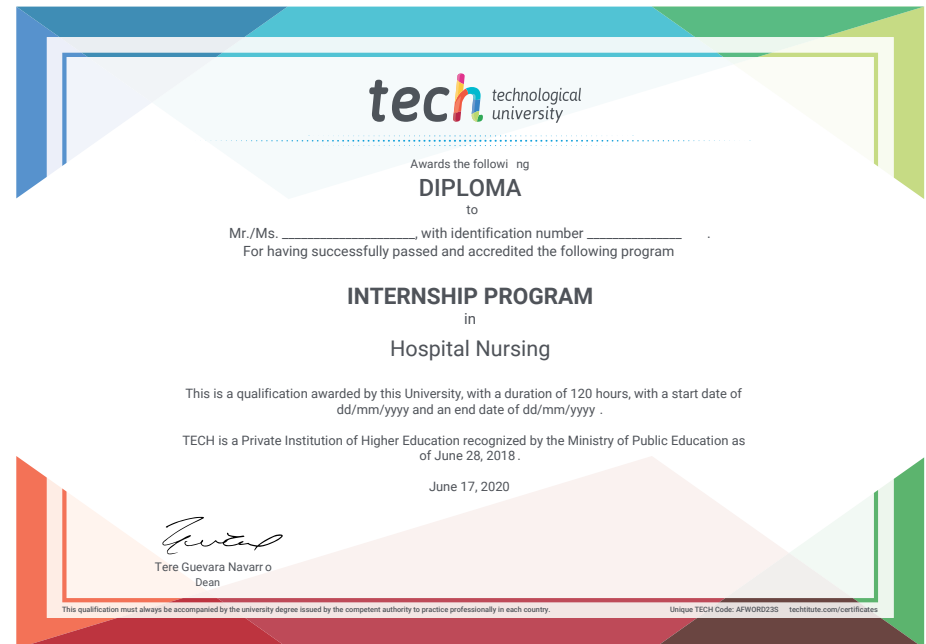 tech technological
university
Awards the following
DIPLOMA
to
Mr./Ms. ____________________, with identification number ______________ .
For having successfully passed and accredited the following program
INTERNSHIP PROGRAM
in
Hospital Nursing
This is a qualification awarded by this University, with a duration of 120 hours, with a start date of
dd/mm/yyyy and an end date of dd/mm/yyyy .
TECH is a Private Institution of Higher Education recognized by the Ministry of Public Education as
of June 28, 2018 .
June 17, 2020
Tere Guevara Navarro
Dean
This qualification must always be accompanied by the university degree issued by the competent authority to practice professionally in each country. Unique TECH Code: AFWORD23S techtitute.com/certificates